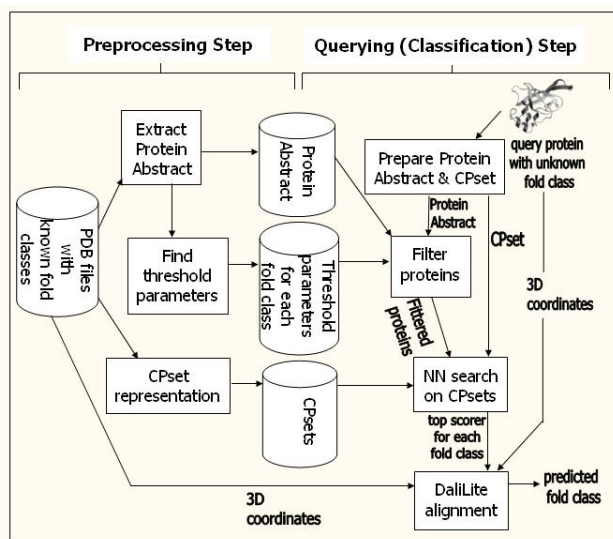 Preprocessing Step
Querying (Classification) Step
Extract
Protein
Abstract
Protein
Abstract
query protein
with unknown
fold class
Prepare Protein
Abstract & CPset
Protein
Abstract
CPset
PDB files
with
known fold
classes
Find
threshold
parameters
Threshold
parameters
for each
fold class
Filter
proteins
Fittered
proteins
3D
coordinates
CPset
representation
CPsets
NN search
on CPsets
top scorer
for each
fold class
3D
coordinates
DaliLite
alignment
predicted
fold class